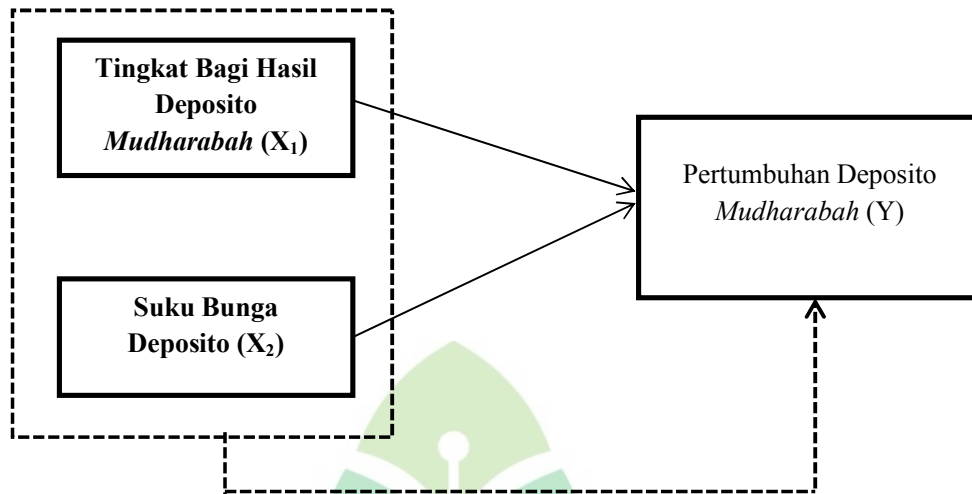 Tingkat Bagi Hasil
Deposito
Mudharabah (X₁)
Suku Bunga
Deposito (X₂)
Pertumbuhan Deposito
Mudharabah (Y)